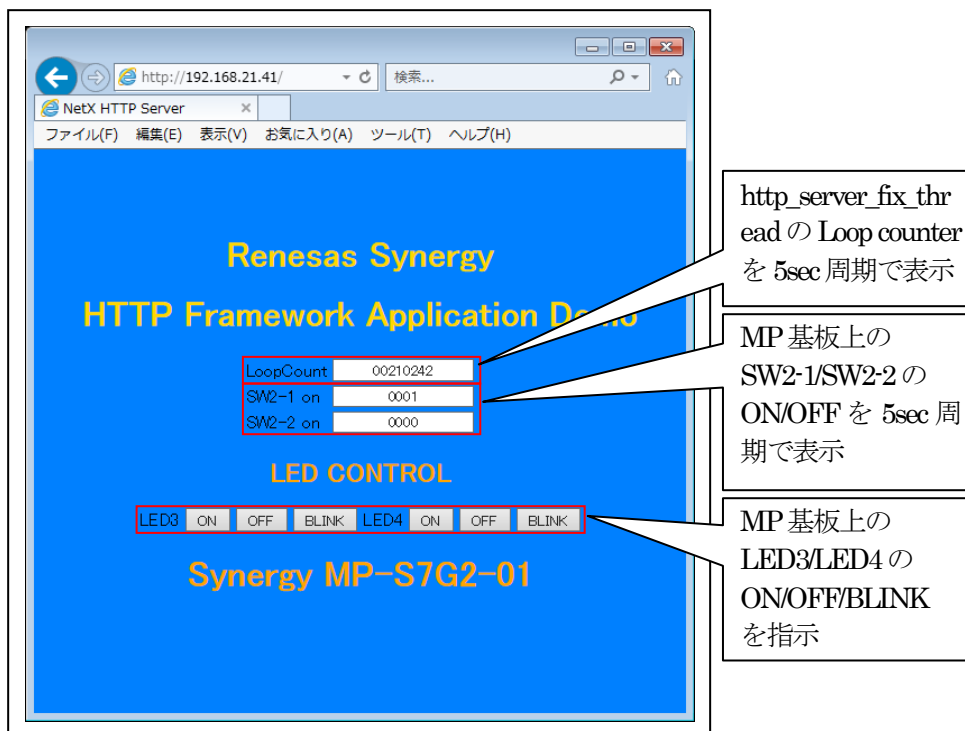 http://192.168.21.41/
検索...
NetX HTTP Server
ファイル(F) 編集(E) 表示(V) お気に入り(A) ツール(T) ヘルプ(H)
Renesas Synergy
HTTP Framework Application Demo
LoopCount 00210242
SW2-1 on 0001
SW2-2 on 0000
LED CONTROL
LED3 ON OFF BLINK LED4 ON OFF BLINK
Synergy MP-S7G2-01
http_server_fix_thr
ead の Loop counter
を 5sec 周期で表示
MP 基板上の
SW2-1/SW2-2 の
ON/OFF を 5sec 周
期で表示
MP 基板上の
LED3/LED4 の
ON/OFF/BLINK
を指示